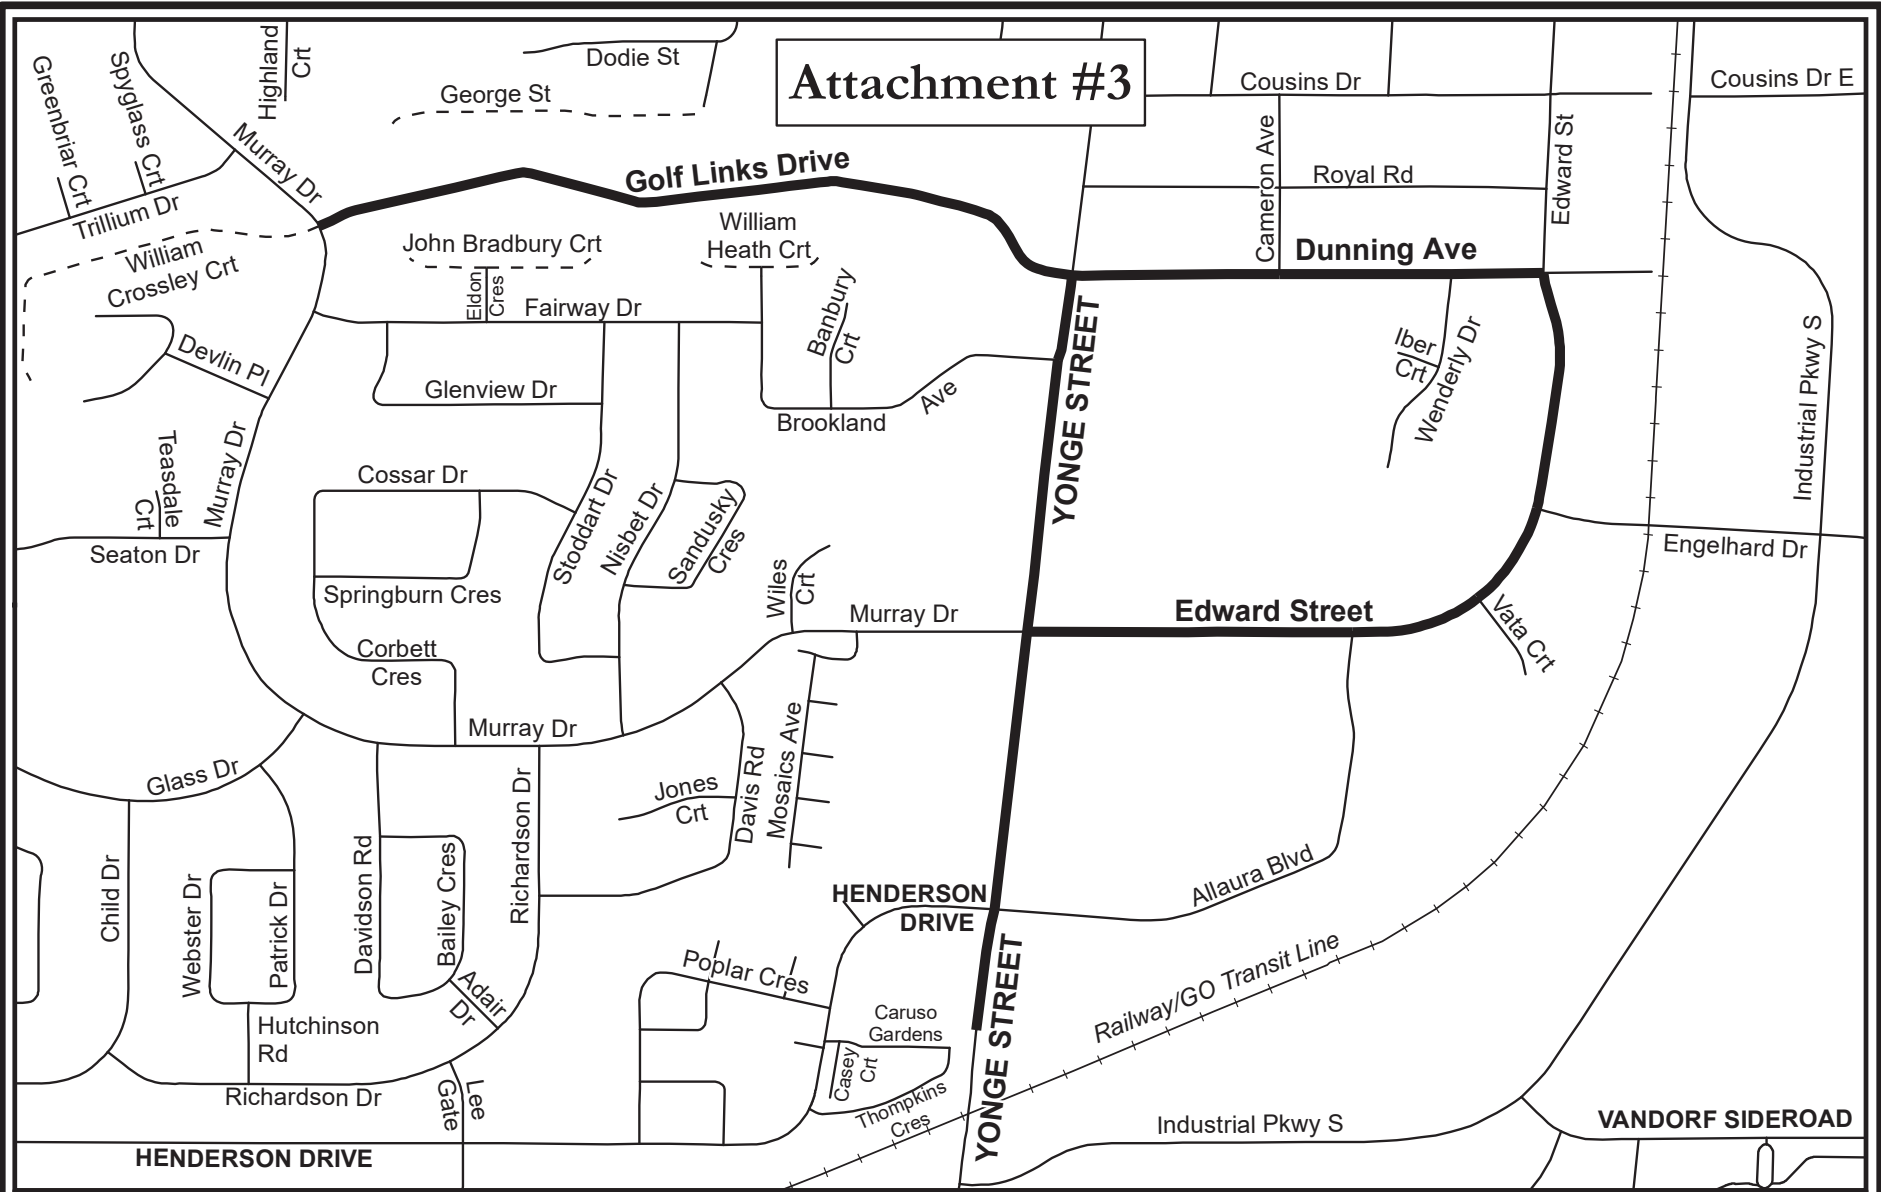 Attachment #3
Greenbriar Crt
Spyglass Crt
Highland
Crt
Murray Dr
Dodie St
George St
Cousins Dr
Cousins Dr E
Cameron Ave
Edward St
Royal Rd
Golf Links Drive
Trillium Dr
William
Crossley Crt
John Bradbury Crt
William
Heath Crt
Dunning Ave
Eldon
Cres
Fairway Dr
Banbury
Crt
YONGE STREET
Iber
Crt
Wenderly Dr
Industrial Pkwy S
Devlin Pl
Glenview Dr
Brookland
Ave
Teasdale
Crt
Murray Dr
Cossar Dr
Stoddart Dr
Nisbet Dr
Sandusky
Cres
Seaton Dr
Springburn Cres
Wiles
Crt
Murray Dr
Edward Street
Engelhard Dr
Vata Crt
Corbett
Cres
Murray Dr
Glass Dr
Richardson Dr
Jones
Crt
Davis Rd
Mosaics Ave
Child Dr
Webster Dr
Patrick Dr
Davidson Rd
Bailey Cres
HENDERSON
DRIVE
Allaura Blvd
Adair
Dr
Poplar Cres
YONGE STREET
Railway/GO Transit Line
Hutchinson
Rd
Caruso
Gardens
Casey
Crt
Thompkins
Cres
Richardson Dr
Lee
Gate
Industrial Pkwy S
VANDORF SIDEROAD
HENDERSON DRIVE